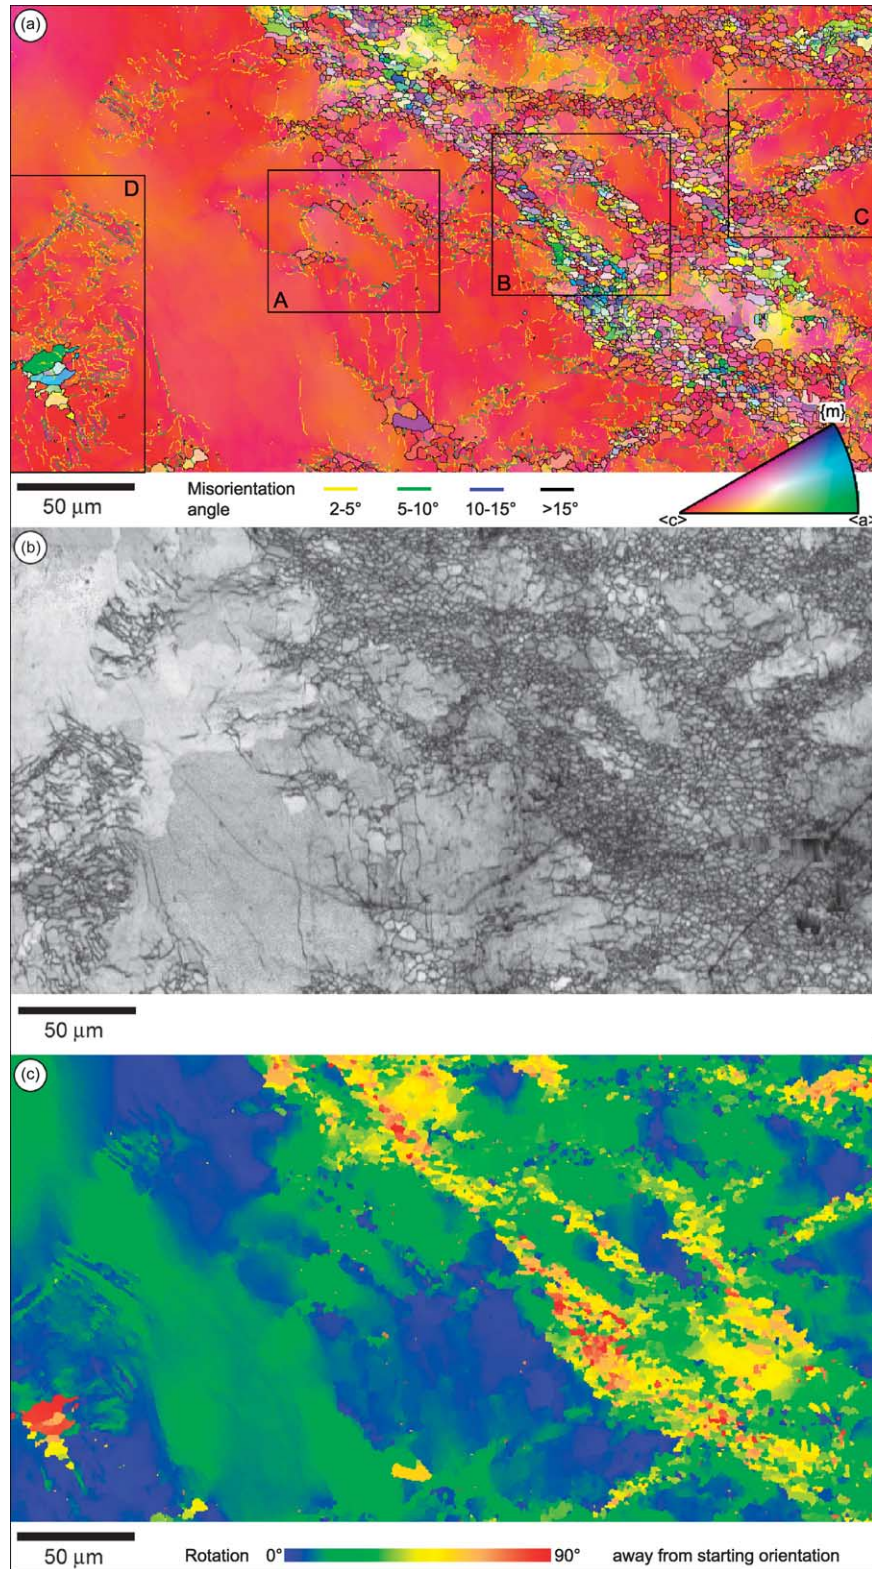 (a)
D
A
B
C
{m}
<c>
<a>
50 µm
Misorientation
angle
2-5°
5-10°
10-15°
>15°
(b)
50 µm
(c)
50 µm
Rotation 0° 90° away from starting orientation